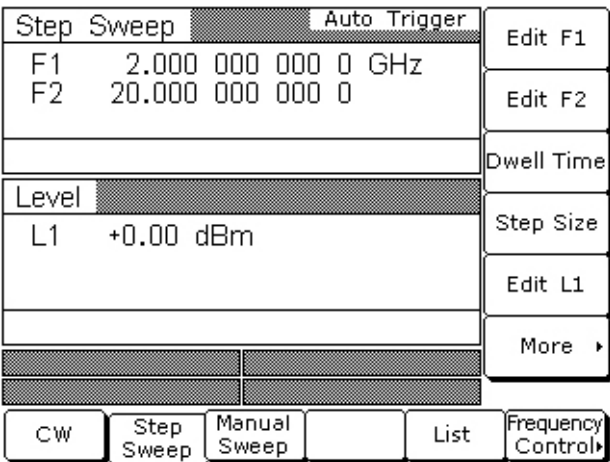 Step Sweep Auto Trigger
F1 2.000 000 000 0 GHz
F2 20.000 000 000 0
Level
L1 +0.00 dBm
Edit F1
Edit F2
Dwell Time
Step Size
Edit L1
More
CW
Step
Sweep
Manual
Sweep
List
Frequency
Control